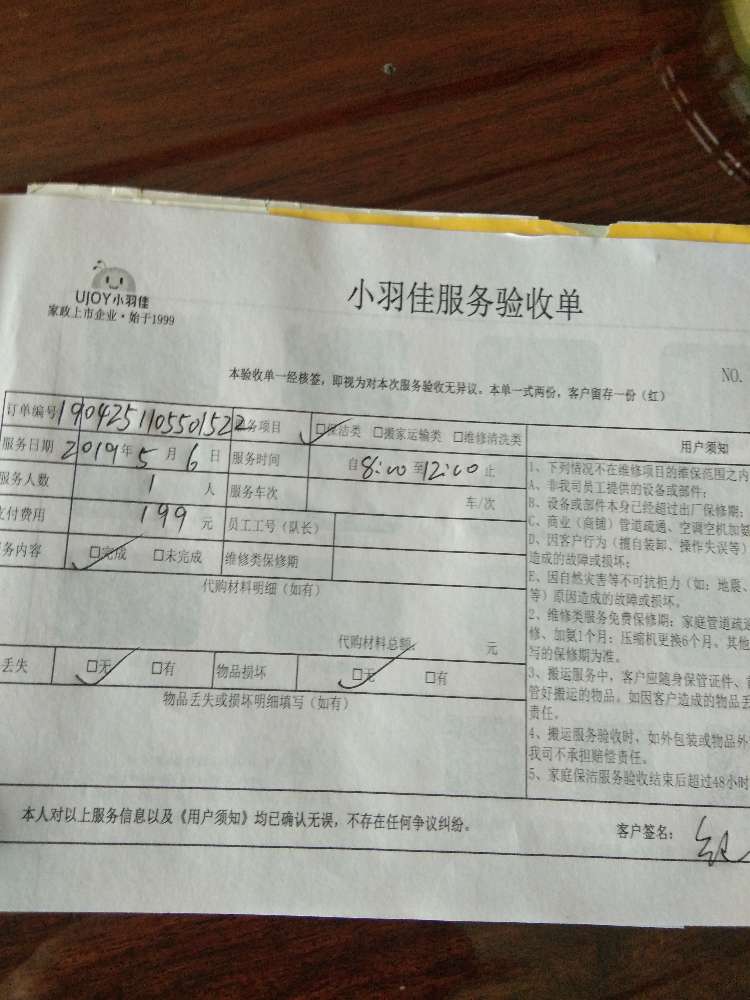 UJOY小羽佳
家政上市企业·始于1999
小羽佳服务验收单
NO.
本验收单一经核签，即视为对本次服务验收无异议。本单一式两份，客户留存一份（红）
订单编号 190425110550152 务项目 □保洁类 □搬家运输类 □维修清洗类
服务日期 2019年5月6日 服务时间 自8:00至12:00止
服务人数 1 人 服务车次 车/次
支付费用 199 元 员工工号（队长）
务内容 □完成 □未完成 维修类保修期
代购材料明细（如有）
代购材料总额： 元
丢失 □无 □有 物品损坏 □无 □有
物品丢失或损坏明细填写（如有）
用户须知
1、下列情况不在维修项目的维保范围之内
A、非我司员工提供的设备或部件；
B、设备或部件本身已经超过出厂保修期；
C、商业（商铺）管道疏通、空调空机加氨
D、因客户行为（擅自装卸、操作失误等）
造成的故障或损坏；
E、因自然灾害等不可抗拒力（如：地震、
等）原因造成的故障或损坏。
2、维修类服务免费保修期：家庭管道疏通
修、加氨1个月；压缩机更换6个月、其他
写的保修期为准。
3、搬运服务中，客户应随身保管证件、
管好搬运的物品。如因客户造成的物品丢
责任。
4、搬运服务验收时，如外包装或物品外
我司不承担赔偿责任。
5、家庭保洁服务验收结束后超过48小时
本人对以上服务信息以及《用户须知》均已确认无误，不存在任何争议纠纷。
客户签名：